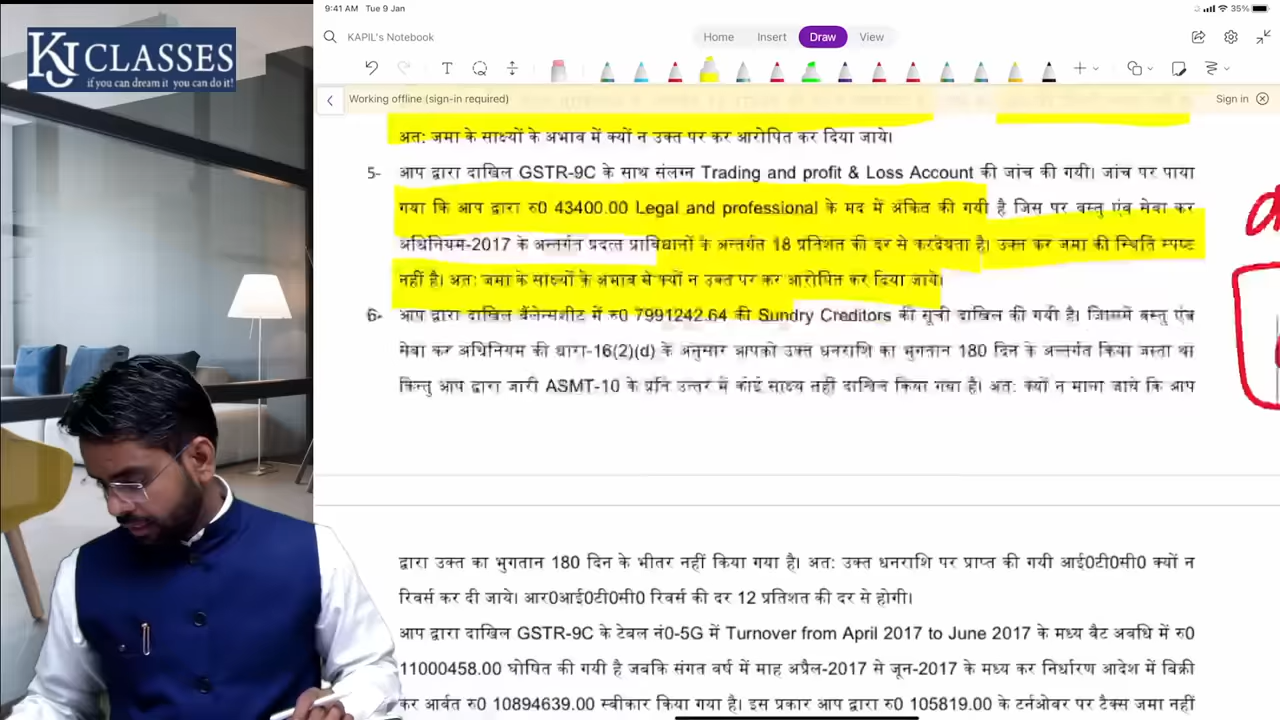 KJ CLASSES
if you can dream it you can do it!
9:41 AM Tue 9 Jan
35%
KAPIL's Notebook
Home Insert Draw View
Working offline (sign-in required)
Sign in
अतः जमा के साक्ष्यों के अभाव में क्यों न उक्त पर कर आरोपित कर दिया जाये।
5- आप द्वारा दाखिल GSTR-9C के साथ संलग्न Trading and profit & Loss Account की जांच की गयी। जांच पर पाया
गया कि आप द्वारा रु0 43400.00 Legal and professional के मद में अंकित की गयी है जिस पर वस्तु एंव सेवा कर
अधिनियम-2017 के अन्तर्गत प्रदत्त प्राविधानों के अन्तर्गत 18 प्रतिशत की दर से करदेयता है। उक्त कर जमा की स्थिति स्पष्ट
नहीं है। अतः जमा के साक्ष्यों के अभाव से क्यों न उक्त पर कर आरोपित कर दिया जाये।
6- आप द्वारा दाखिल बैलेन्सशीट में रु0 7991242.64 की Sundry Creditors की सूची दाखिल की गयी है। जिसमें वस्तु एंव
सेवा कर अधिनियम की धारा-16(2)(d) के अनुसार आपको उक्त धनराशि का भुगतान 180 दिन के अन्तर्गत किया जाता था
किन्तु आप द्वारा जारी ASMT-10 के प्रति उत्तर में कोई साक्ष्य नहीं दाखिल किया गया है। अतः क्यों न माना जाये कि आप
द्वारा उक्त का भुगतान 180 दिन के भीतर नहीं किया गया है। अतः उक्त धनराशि पर प्राप्त की गयी आई0टी0सी0 क्यों न
रिवर्स कर दी जाये। आर0आई0टी0सी0 रिवर्स की दर 12 प्रतिशत की दर से होगी।
आप द्वारा दाखिल GSTR-9C के टेबल नं0-5G में Turnover from April 2017 to June 2017 के मध्य वैट अवधि में रु0
11000458.00 घोषित की गयी है जबकि संगत वर्ष में माह अप्रैल-2017 से जून-2017 के मध्य कर निर्धारण आदेश में बिक्री
कर आर्वत रु0 10894639.00 स्वीकार किया गया है। इस प्रकार आप द्वारा रु0 105819.00 के टर्नओवर पर टैक्स जमा नहीं